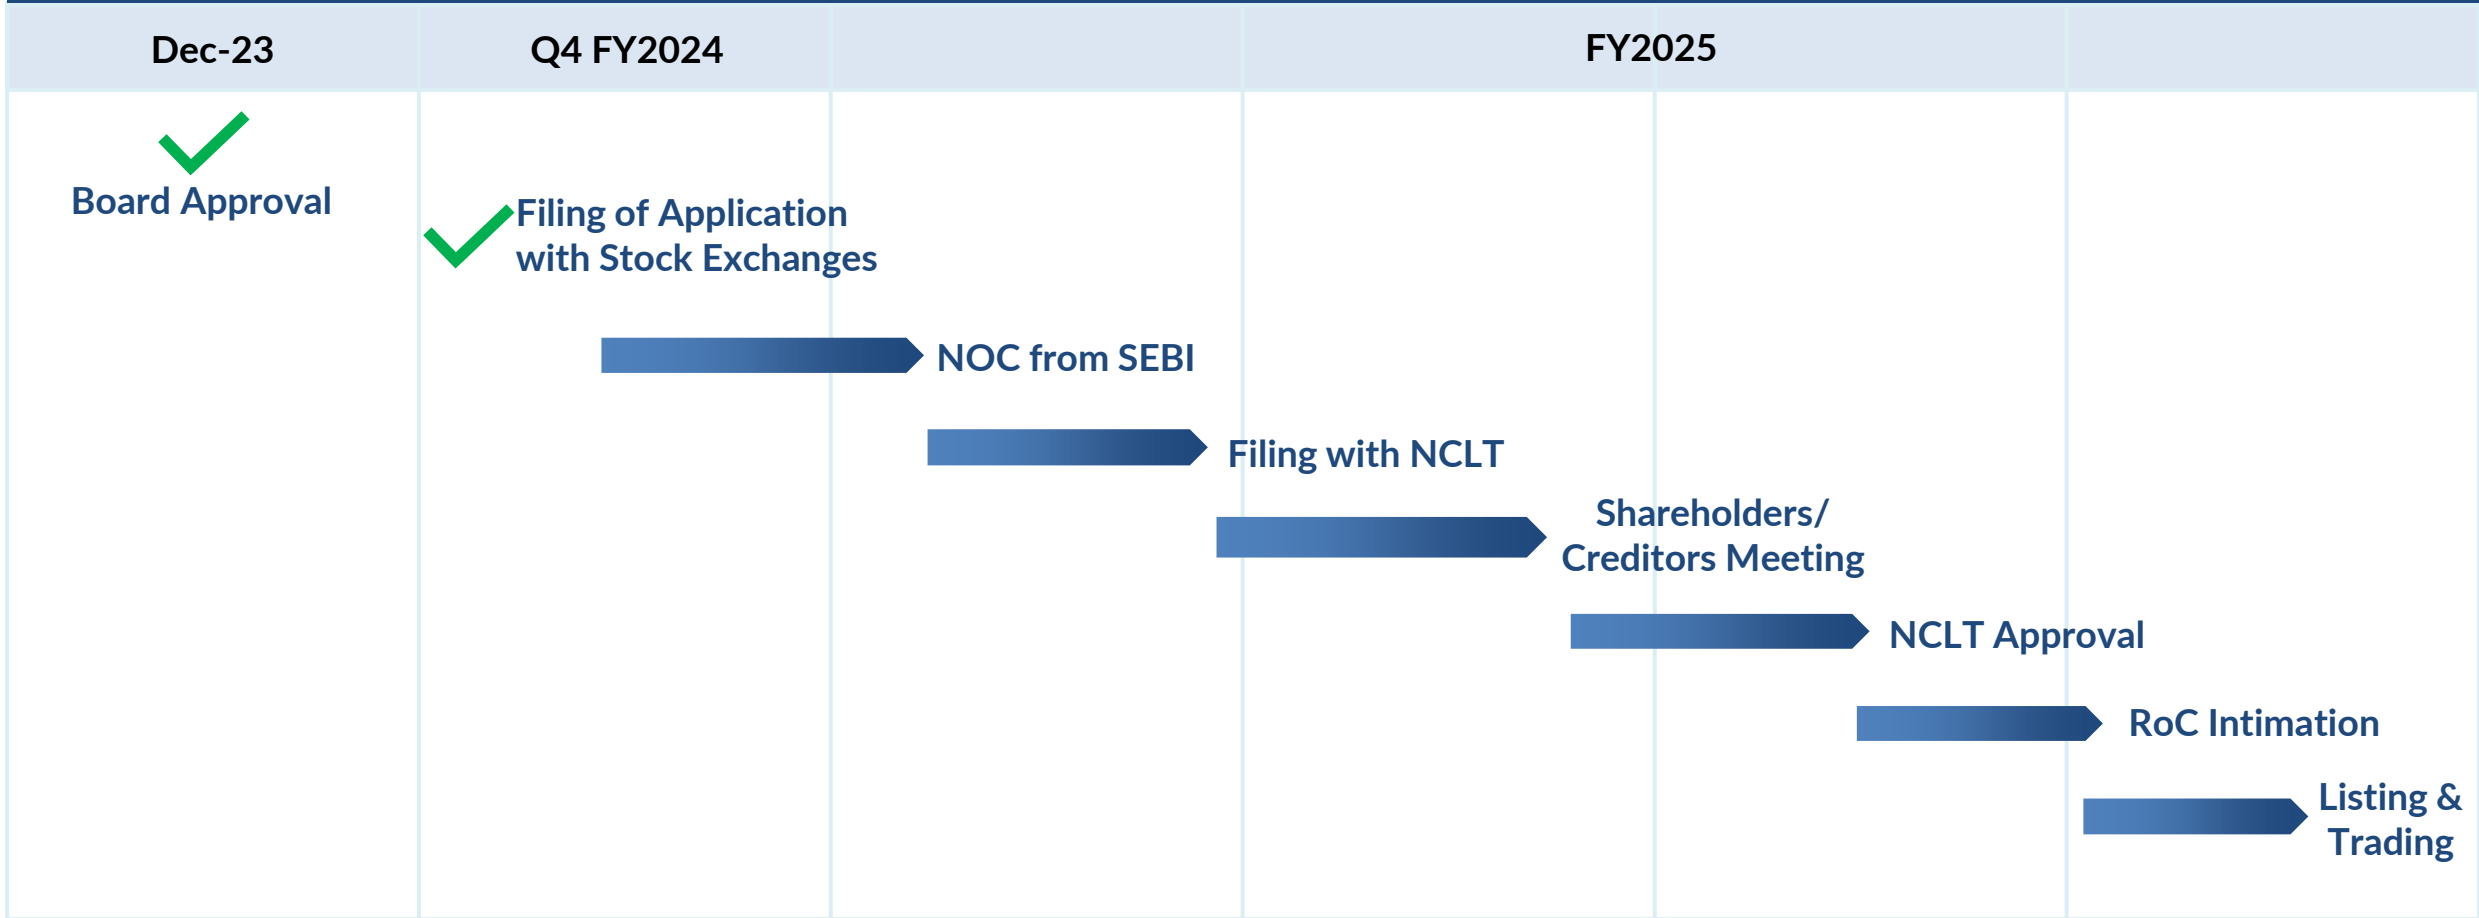 Dec-23
Q4 FY2024
FY2025
Board Approval
Filing of Application
with Stock Exchanges
NOC from SEBI
Filing with NCLT
Shareholders/
Creditors Meeting
NCLT Approval
RoC Intimation
Listing &
Trading